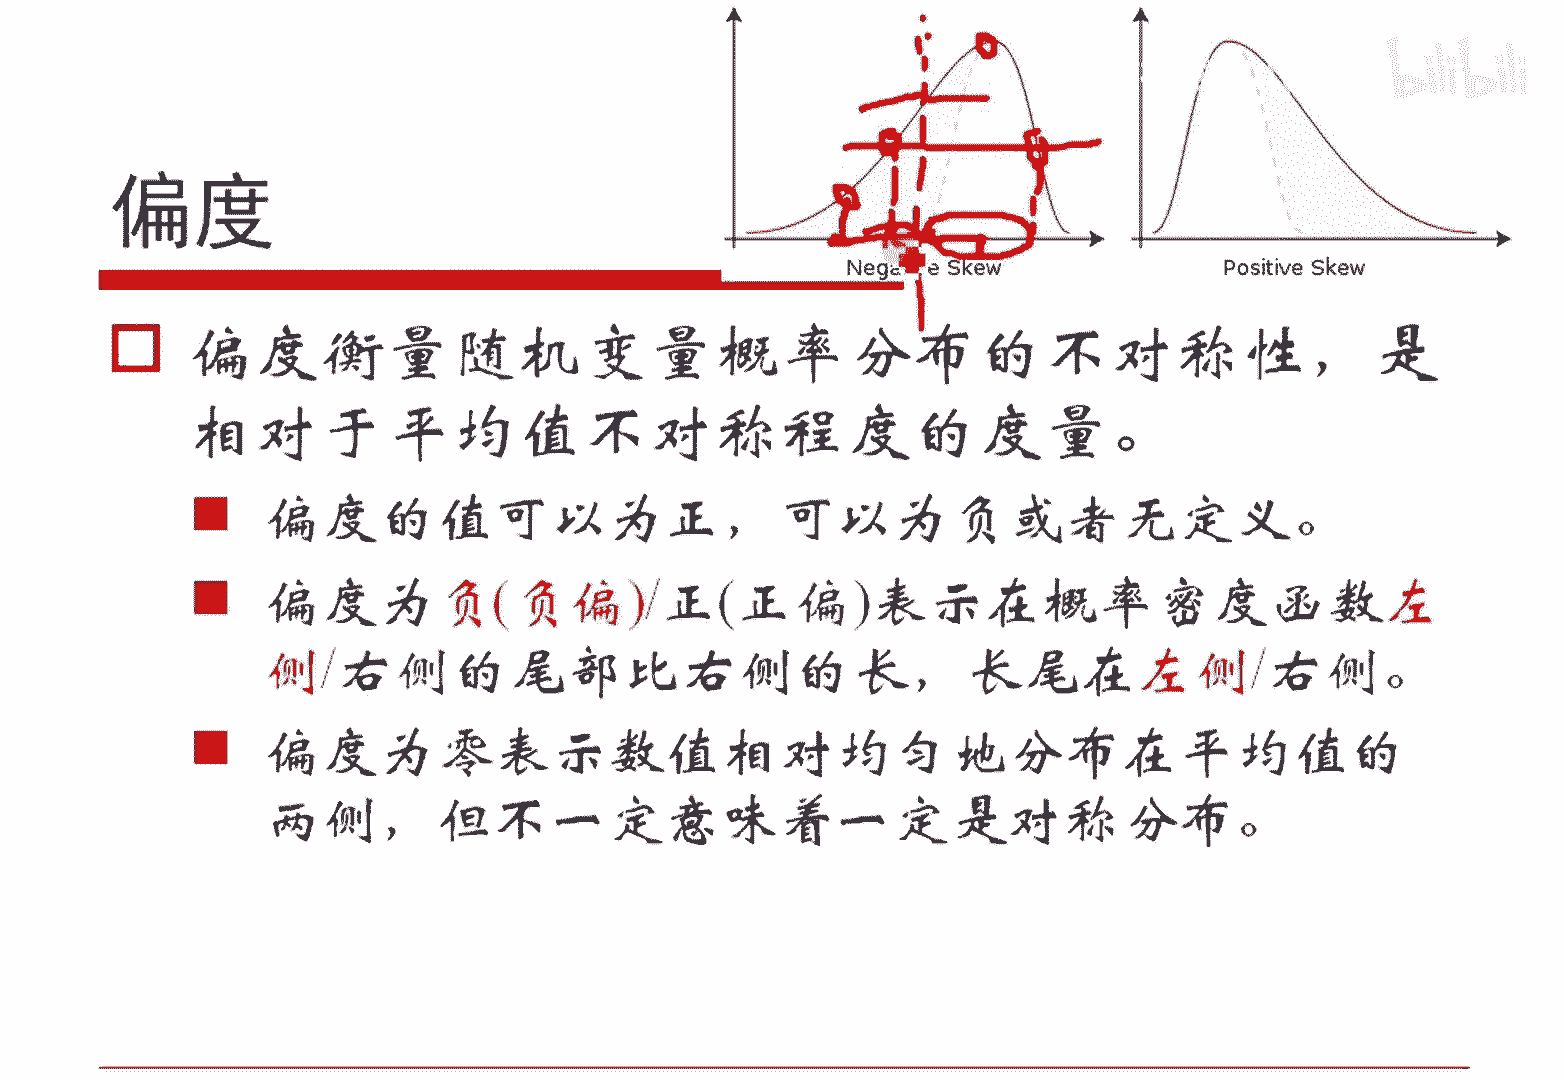 bilibili
Negative Skew
Positive Skew
偏度
偏度衡量随机变量概率分布的不对称性，是
相对于平均值不对称程度的度量。
偏度的值可以为正，可以为负或者无定义。
偏度为负(负偏)/正(正偏)表示在概率密度函数左
侧/右侧的尾部比右侧的长，长尾在左侧/右侧。
偏度为零表示数值相对均匀地分布在平均值的
两侧，但不一定意味着一定是对称分布。